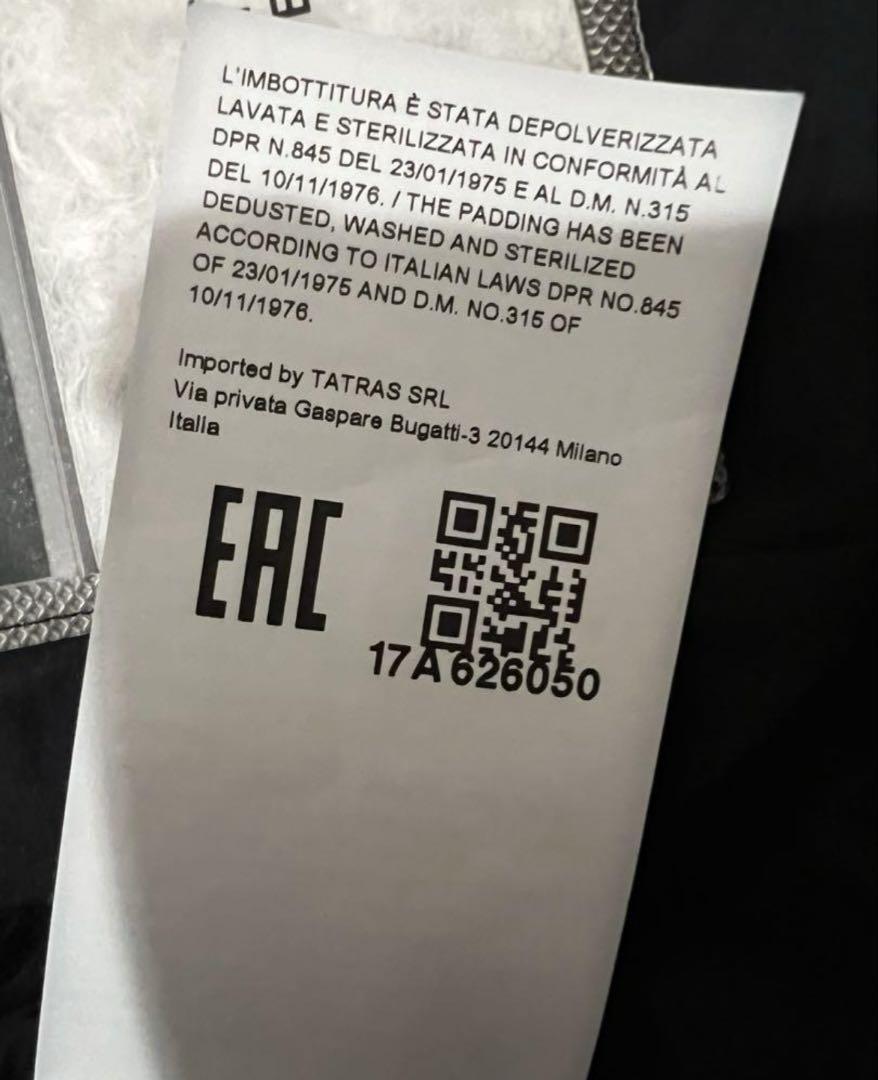 L'IMBOTTITURA È STATA DEPOLVERIZZATA
LAVATA E STERILIZZATA IN CONFORMITÀ AL
DPR N.845 DEL 23/01/1975 E AL D.M. N.315
DEL 10/11/1976. / THE PADDING HAS BEEN
DEDUSTED, WASHED AND STERILIZED
ACCORDING TO ITALIAN LAWS DPR NO.845
OF 23/01/1975 AND D.M. NO.315 OF
10/11/1976.
Imported by TATRAS SRL
Via privata Gaspare Bugatti-3 20144 Milano
Italia
EAC
17A626050